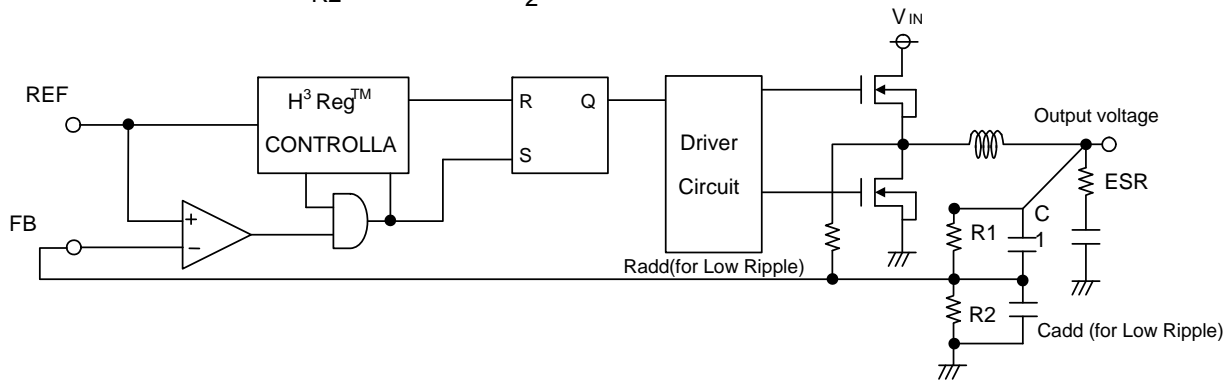 V IN
REF
H³ Reg™
CONTROLLA
R
Q
S
Driver
Circuit
Output voltage
ESR
FB
+
−
R1
C
1
Radd(for Low Ripple)
R2
Cadd (for Low Ripple)